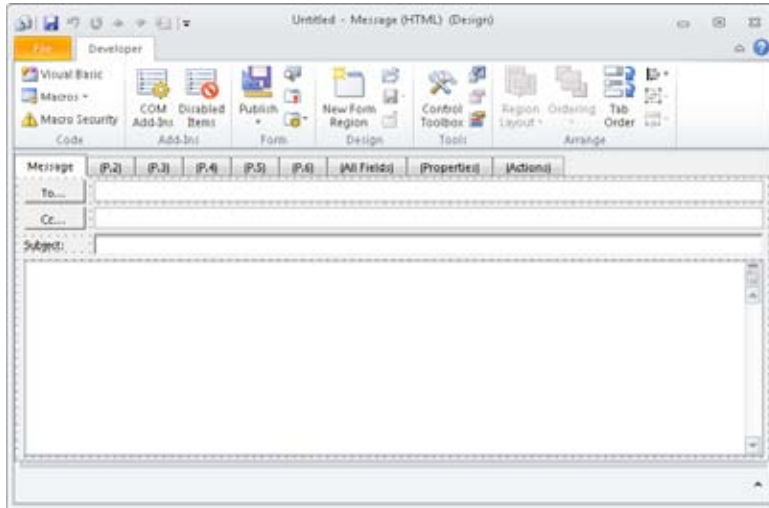 Untitled - Message (HTML) (Design)
File Developer
Visual Basic
Macros
Macro Security
COM Add-Ins
Disabled Items
Publish
New Form Region
Control Toolbox
Region Layout
Ordering
Tab Order
Code Add-Ins Form Design Tools Arrange
Message (P.2) (P.3) (P.4) (P.5) (P.6) (All Fields) (Properties) (Actions)
To...
Cc...
Subject: